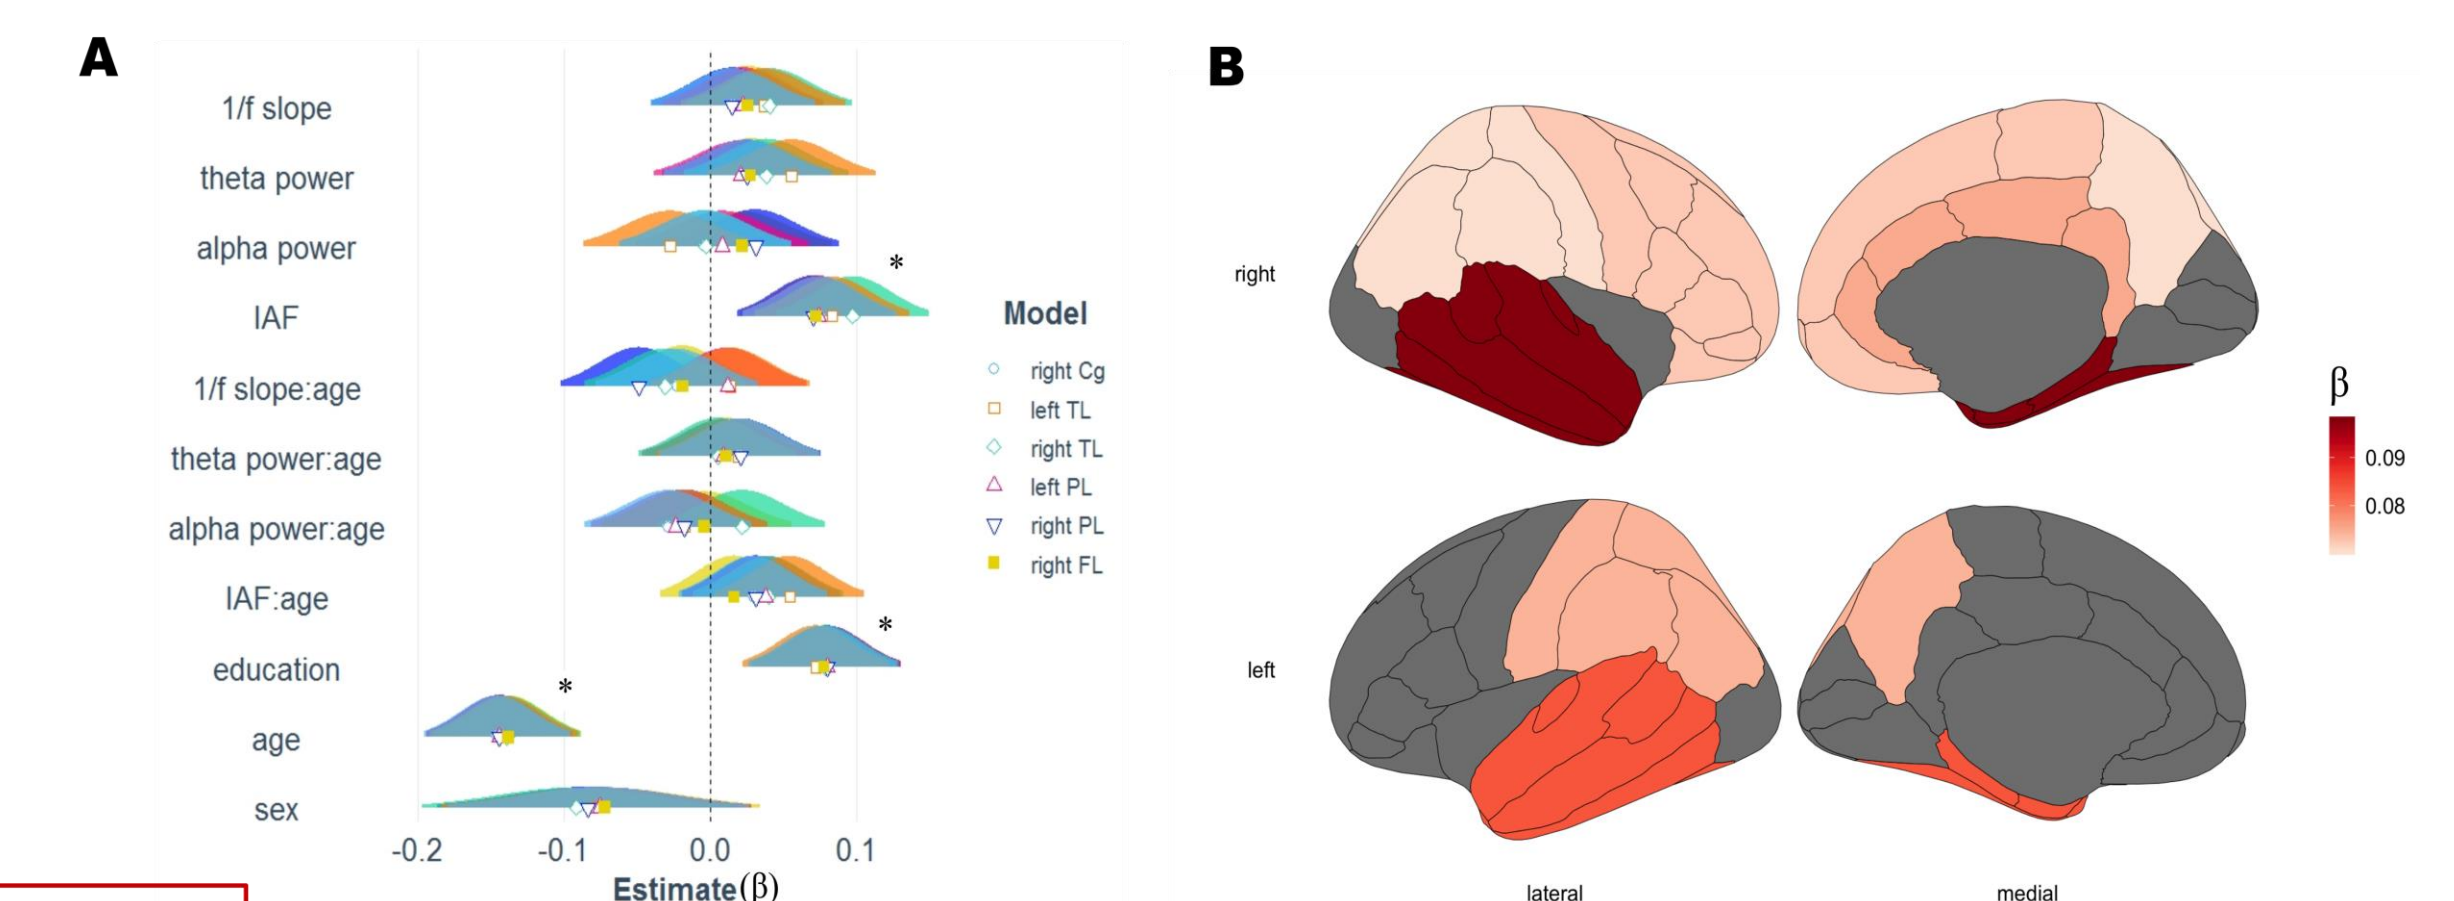 A
1/f slope
theta power
alpha power
*
IAF
1/f slope:age
theta power:age
alpha power:age
IAF:age
*
education
*
age
sex
-0.2 -0.1 0.0 0.1
Estimate(β)
Model
right Cg
left TL
right TL
left PL
right PL
right FL
B
right
left
lateral medial
β
0.09
0.08